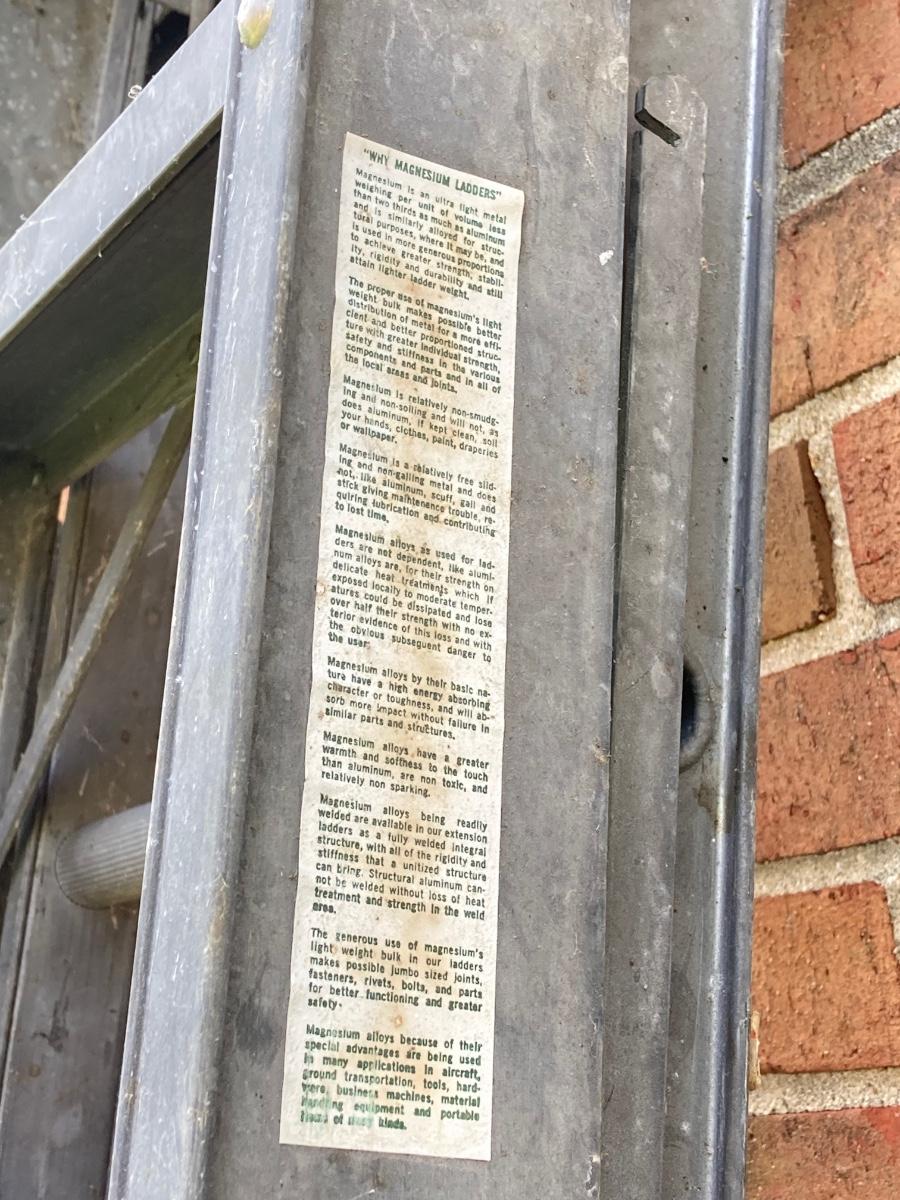 "WHY MAGNESIUM LADDERS"
Magnesium is an ultra light metal
weighing per unit of volume less
than two thirds as much as aluminum
and is similarly alloyed for struc-
tural purposes, where it may be, and
is used in more generous proportions
to achieve greater strength, stabil-
ity, rigidity and durability and still
attain lighter ladder weight.
The proper use of magnesium's light
weight bulk makes possible better
distribution of metal for a more effi-
cient and better proportioned struc-
ture with greater individual strength,
safety and stiffness in the various
components and parts and in all of
the local areas and joints.
Magnesium is relatively non-smudg-
ing and non-soiling and will not, as
does aluminum, if kept clean, soil
your hands, clothes, paint, draperies
or wallpaper.
Magnesium is a relatively free slid-
ing and non-galling metal and does
not, like aluminum, scuff, gall and
stick giving maintenance trouble, re-
quiring lubrication and contributing
to lost time.
Magnesium alloys as used for lad-
ders are not dependent, like alumi-
num alloys are, for their strength on
delicate heat treatments which if
exposed locally to moderate temper-
atures could be dissipated and lose
over half their strength with no ex-
terior evidence of this loss and with
the obvious subsequent danger to
the user.
Magnesium alloys by their basic na-
ture have a high energy absorbing
character or toughness, and will ab-
sorb more impact without failure in
similar parts and structures.
Magnesium alloys have a greater
warmth and softness to the touch
than aluminum, are non toxic, and
relatively non sparking.
Magnesium alloys being readily
welded are available in our extension
ladders as a fully welded integral
structure, with all of the rigidity and
stiffness that a unitized structure
can bring. Structural aluminum can-
not be welded without loss of heat
treatment and strength in the weld
area.
The generous use of magnesium's
light weight bulk in our ladders
makes possible jumbo sized joints,
fasteners, rivets, bolts, and parts
for better functioning and greater
safety.
Magnesium alloys because of their
special advantages are being used
in many applications in aircraft,
ground transportation, tools, hard-
ware, business machines, material
handling equipment and portable
items of many kinds.